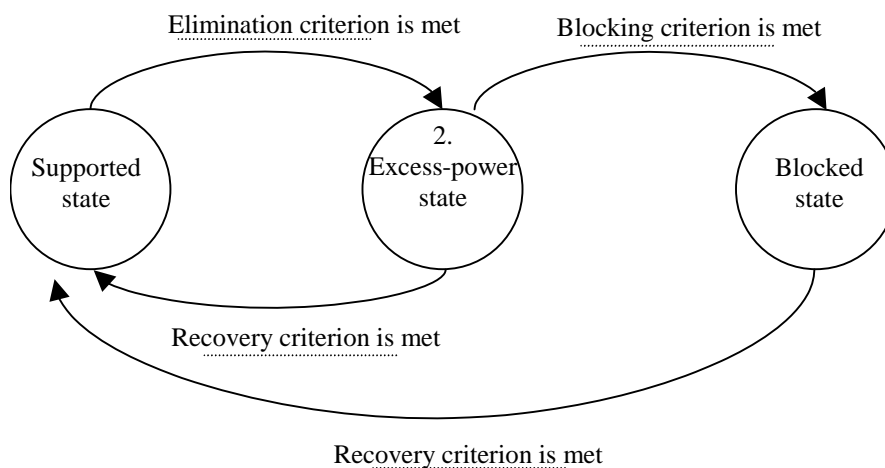 Elimination criterion is met
Blocking criterion is met
Supported
state
2.
Excess-power
state
Blocked
state
Recovery criterion is met
Recovery criterion is met